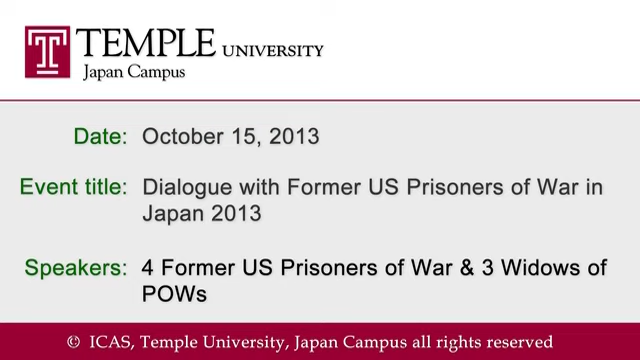 TEMPLE UNIVERSITY
Japan Campus
Date: October 15, 2013
Event title: Dialogue with Former US Prisoners of War in
Japan 2013
Speakers: 4 Former US Prisoners of War & 3 Widows of
POWs
© ICAS, Temple University, Japan Campus all rights reserved